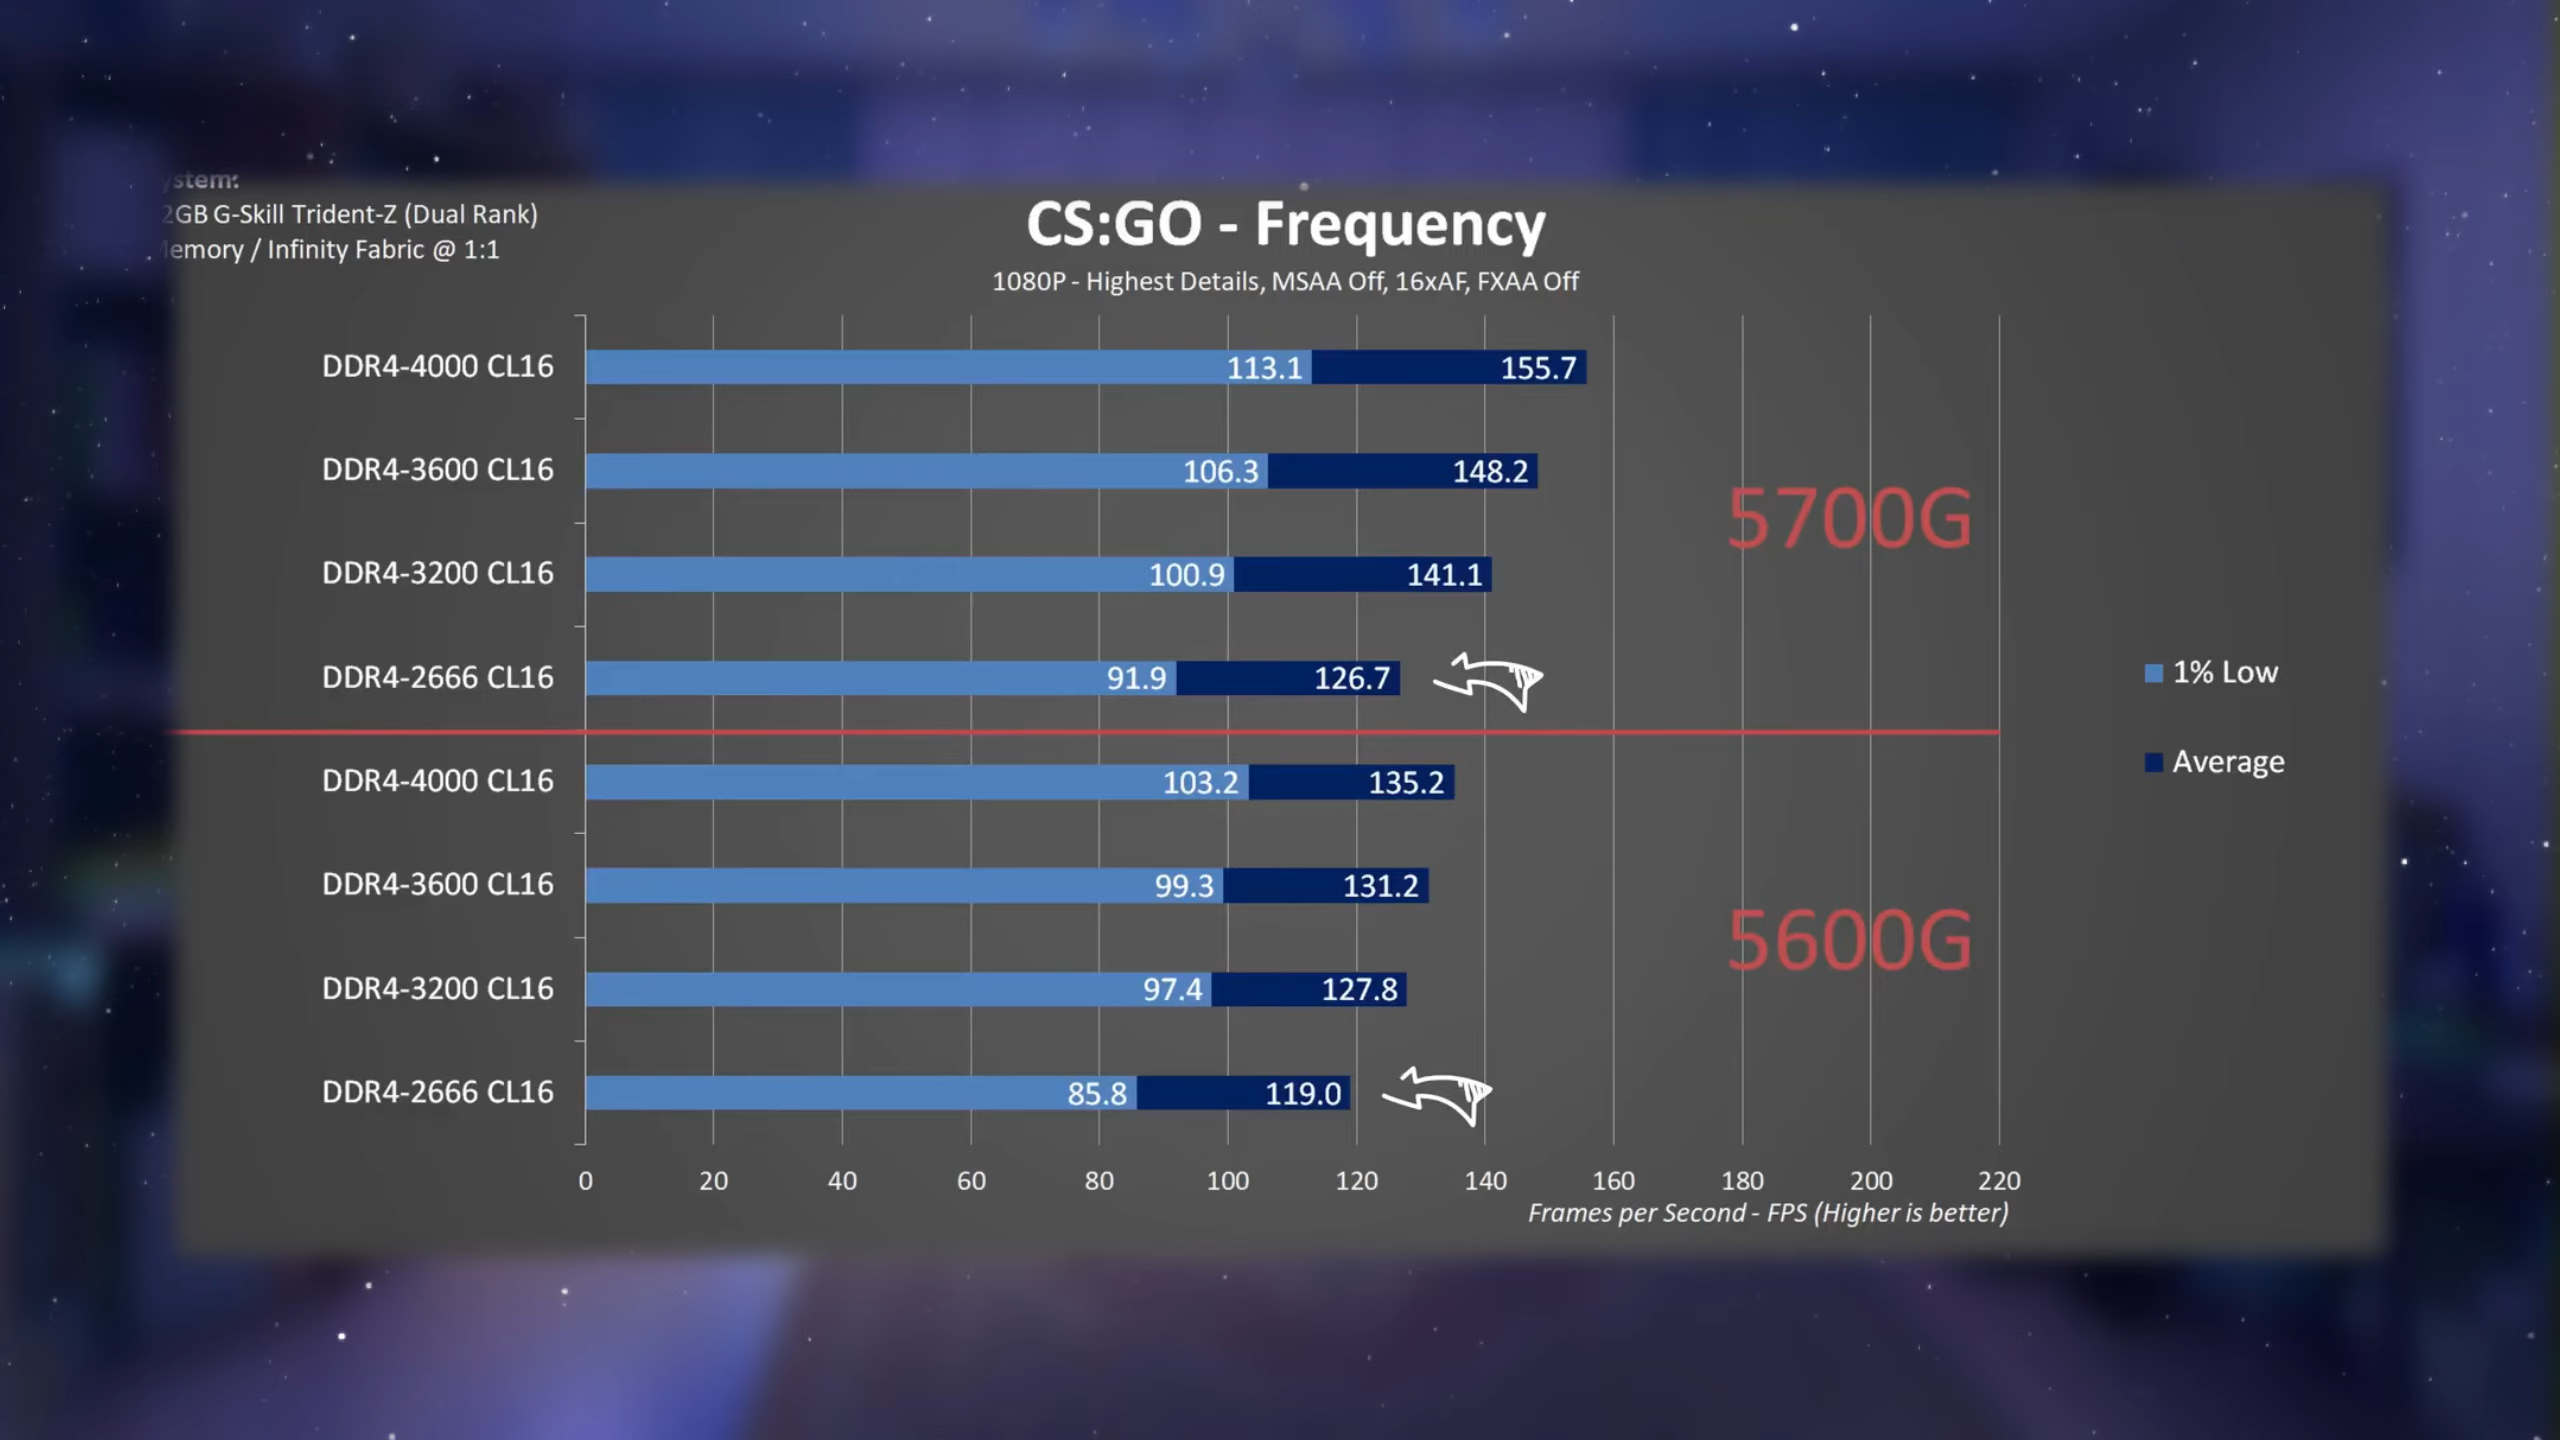 2GB G-Skill Trident-Z (Dual Rank)
/ Infinity Fabric @ 1:1
CS:GO - Frequency
1080P - Highest Details, MSAA Off, 16xAF, FXAA Off
DDR4-4000 CL16 113.1 155.7
DDR4-3600 CL16 106.3 148.2
5700G
DDR4-3200 CL16 100.9 141.1
DDR4-2666 CL16 91.9 126.7
1% Low
Average
DDR4-4000 CL16 103.2 135.2
DDR4-3600 CL16 99.3 131.2
5600G
DDR4-3200 CL16 97.4 127.8
DDR4-2666 CL16 85.8 119.0
0 20 40 60 80 100 120 140 160 180 200 220
Frames per Second - FPS (Higher is better)